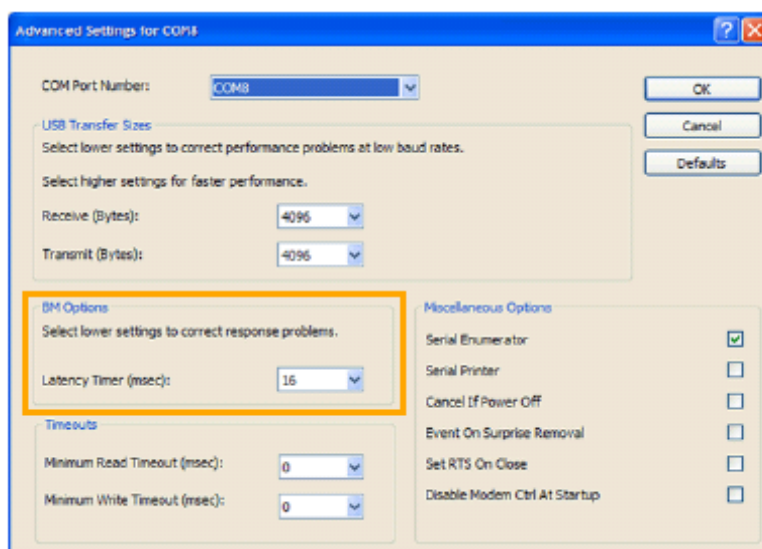 Advanced Settings for COM8
COM Port Number: COM8
OK
Cancel
Defaults
USB Transfer Sizes
Select lower settings to correct performance problems at low baud rates.
Select higher settings for faster performance.
Receive (Bytes): 4096
Transmit (Bytes): 4096
BM Options
Select lower settings to correct response problems.
Latency Timer (msec): 16
Timeouts
Minimum Read Timeout (msec): 0
Minimum Write Timeout (msec): 0
Miscellaneous Options
Serial Enumerator
Serial Printer
Cancel If Power Off
Event On Surprise Removal
Set RTS On Close
Disable Modem Ctrl At Startup